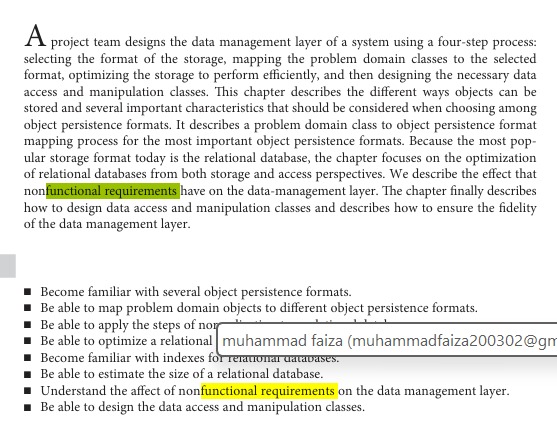 A project team designs the data management layer of a system using a four-step process:
selecting the format of the storage, mapping the problem domain classes to the selected
format, optimizing the storage to perform efficiently, and then designing the necessary data
access and manipulation classes. This chapter describes the different ways objects can be
stored and several important characteristics that should be considered when choosing among
object persistence formats. It describes a problem domain class to object persistence format
mapping process for the most important object persistence formats. Because the most pop-
ular storage format today is the relational database, the chapter focuses on the optimization
of relational databases from both storage and access perspectives. We describe the effect that
nonfunctional requirements have on the data-management layer. The chapter finally describes
how to design data access and manipulation classes and describes how to ensure the fidelity
of the data management layer.
■ Become familiar with several object persistence formats.
■ Be able to map problem domain objects to different object persistence formats.
■ Be able to apply the steps of
■ Be able to optimize a relational
muhammad faiza (muhammadfaiza200302@gm
■ Become familiar with indexes for relational databases.
■ Be able to estimate the size of a relational database.
■ Understand the affect of nonfunctional requirements on the data management layer.
■ Be able to design the data access and manipulation classes.